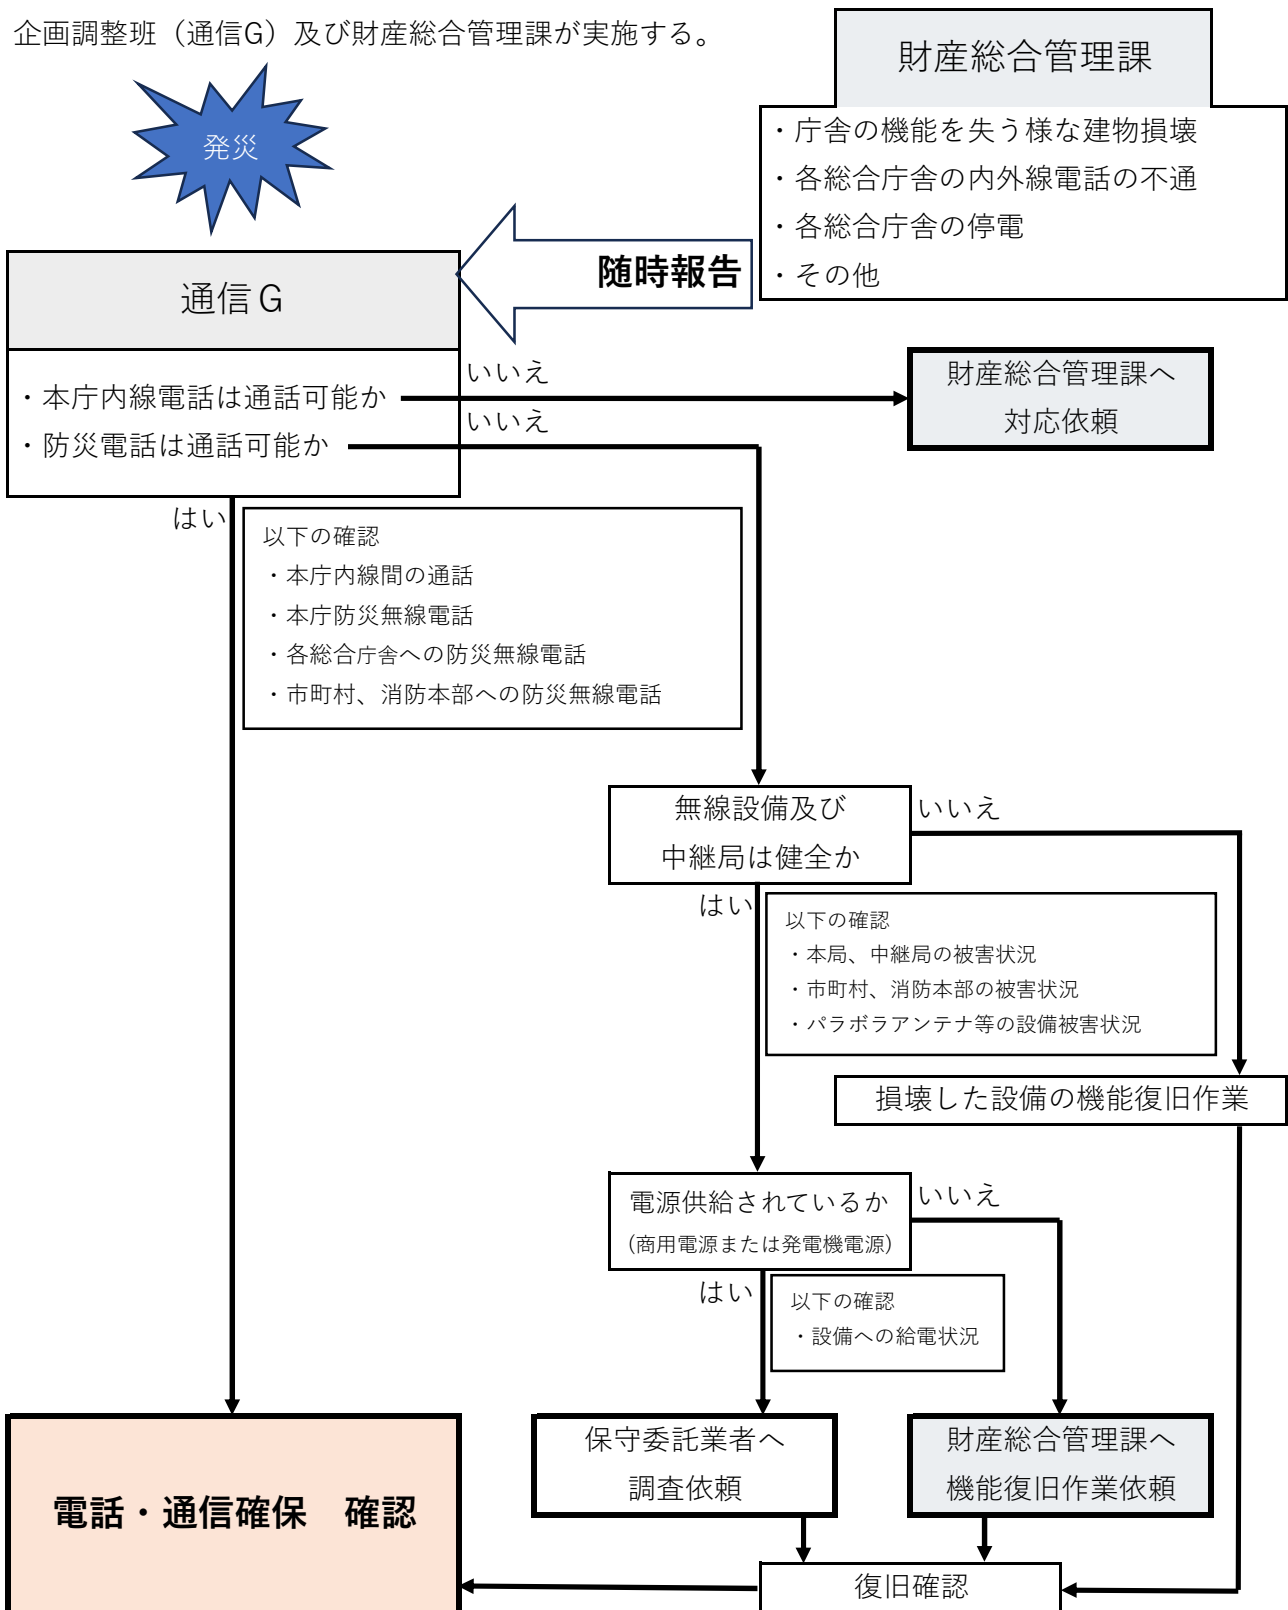 企画調整班（通信G）及び財産総合管理課が実施する。
財産総合管理課
・庁舎の機能を失う様な建物損壊
・各総合庁舎の内外線電話の不通
・各総合庁舎の停電
・その他
発災
随時報告
通信Ｇ
・本庁内線電話は通話可能か
・防災電話は通話可能か
いいえ
いいえ
財産総合管理課へ
対応依頼
はい
以下の確認
・本庁内線間の通話
・本庁防災無線電話
・各総合庁舎への防災無線電話
・市町村、消防本部への防災無線電話
無線設備及び
中継局は健全か
いいえ
はい
以下の確認
・本局、中継局の被害状況
・市町村、消防本部の被害状況
・パラボラアンテナ等の設備被害状況
損壊した設備の機能復旧作業
電源供給されているか
（商用電源または発電機電源）
いいえ
はい
以下の確認
・設備への給電状況
保守委託業者へ
調査依頼
財産総合管理課へ
機能復旧作業依頼
電話・通信確保　確認
復旧確認